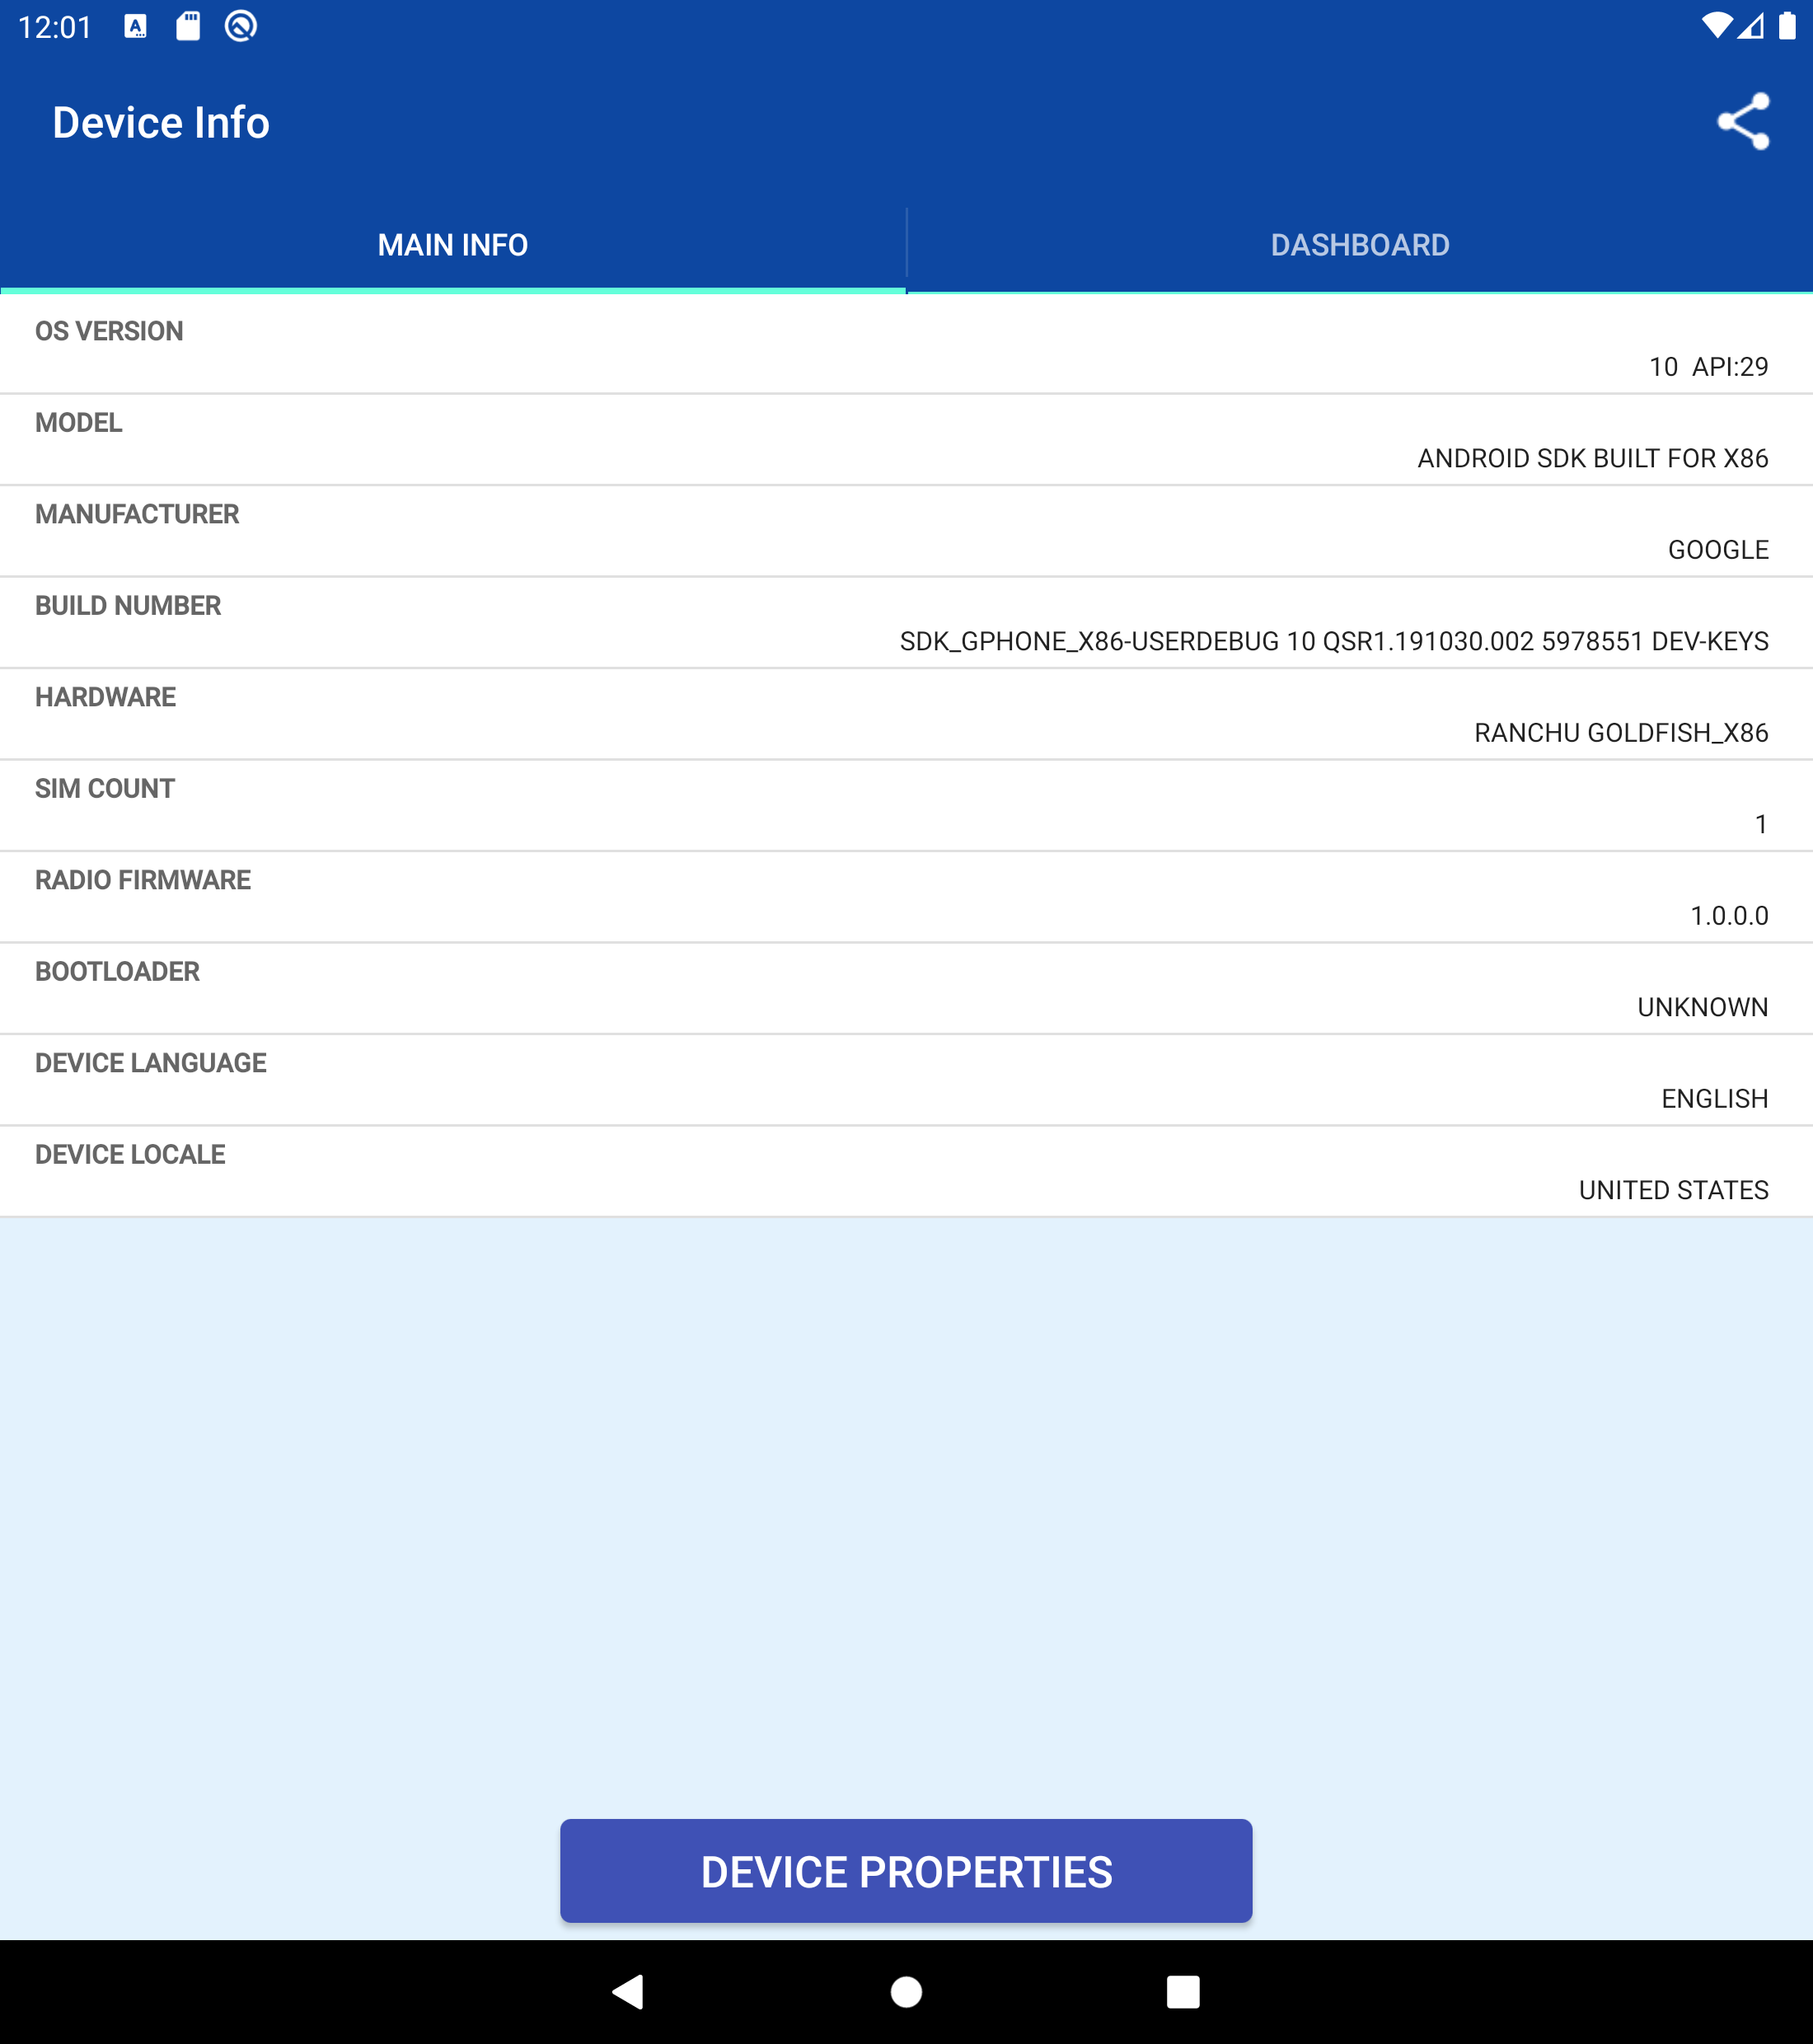 12:01
Device Info
MAIN INFO
DASHBOARD
OS VERSION
10  API:29
MODEL
ANDROID SDK BUILT FOR X86
MANUFACTURER
GOOGLE
BUILD NUMBER
SDK_GPHONE_X86-USERDEBUG 10 QSR1.191030.002 5978551 DEV-KEYS
HARDWARE
RANCHU GOLDFISH_X86
SIM COUNT
1
RADIO FIRMWARE
1.0.0.0
BOOTLOADER
UNKNOWN
DEVICE LANGUAGE
ENGLISH
DEVICE LOCALE
UNITED STATES
DEVICE PROPERTIES